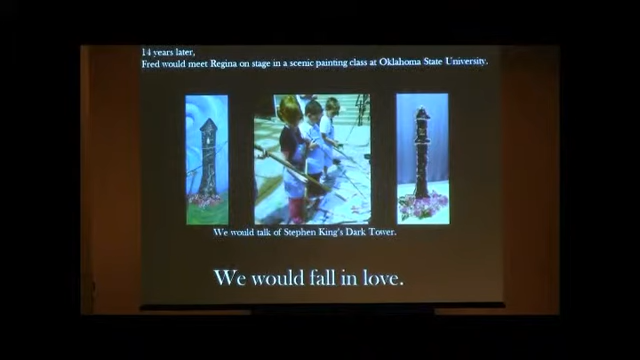 14 years later,
Fred would meet Regina on stage in a scenic painting class at Oklahoma State University.
We would talk of Stephen King's Dark Tower.
We would fall in love.